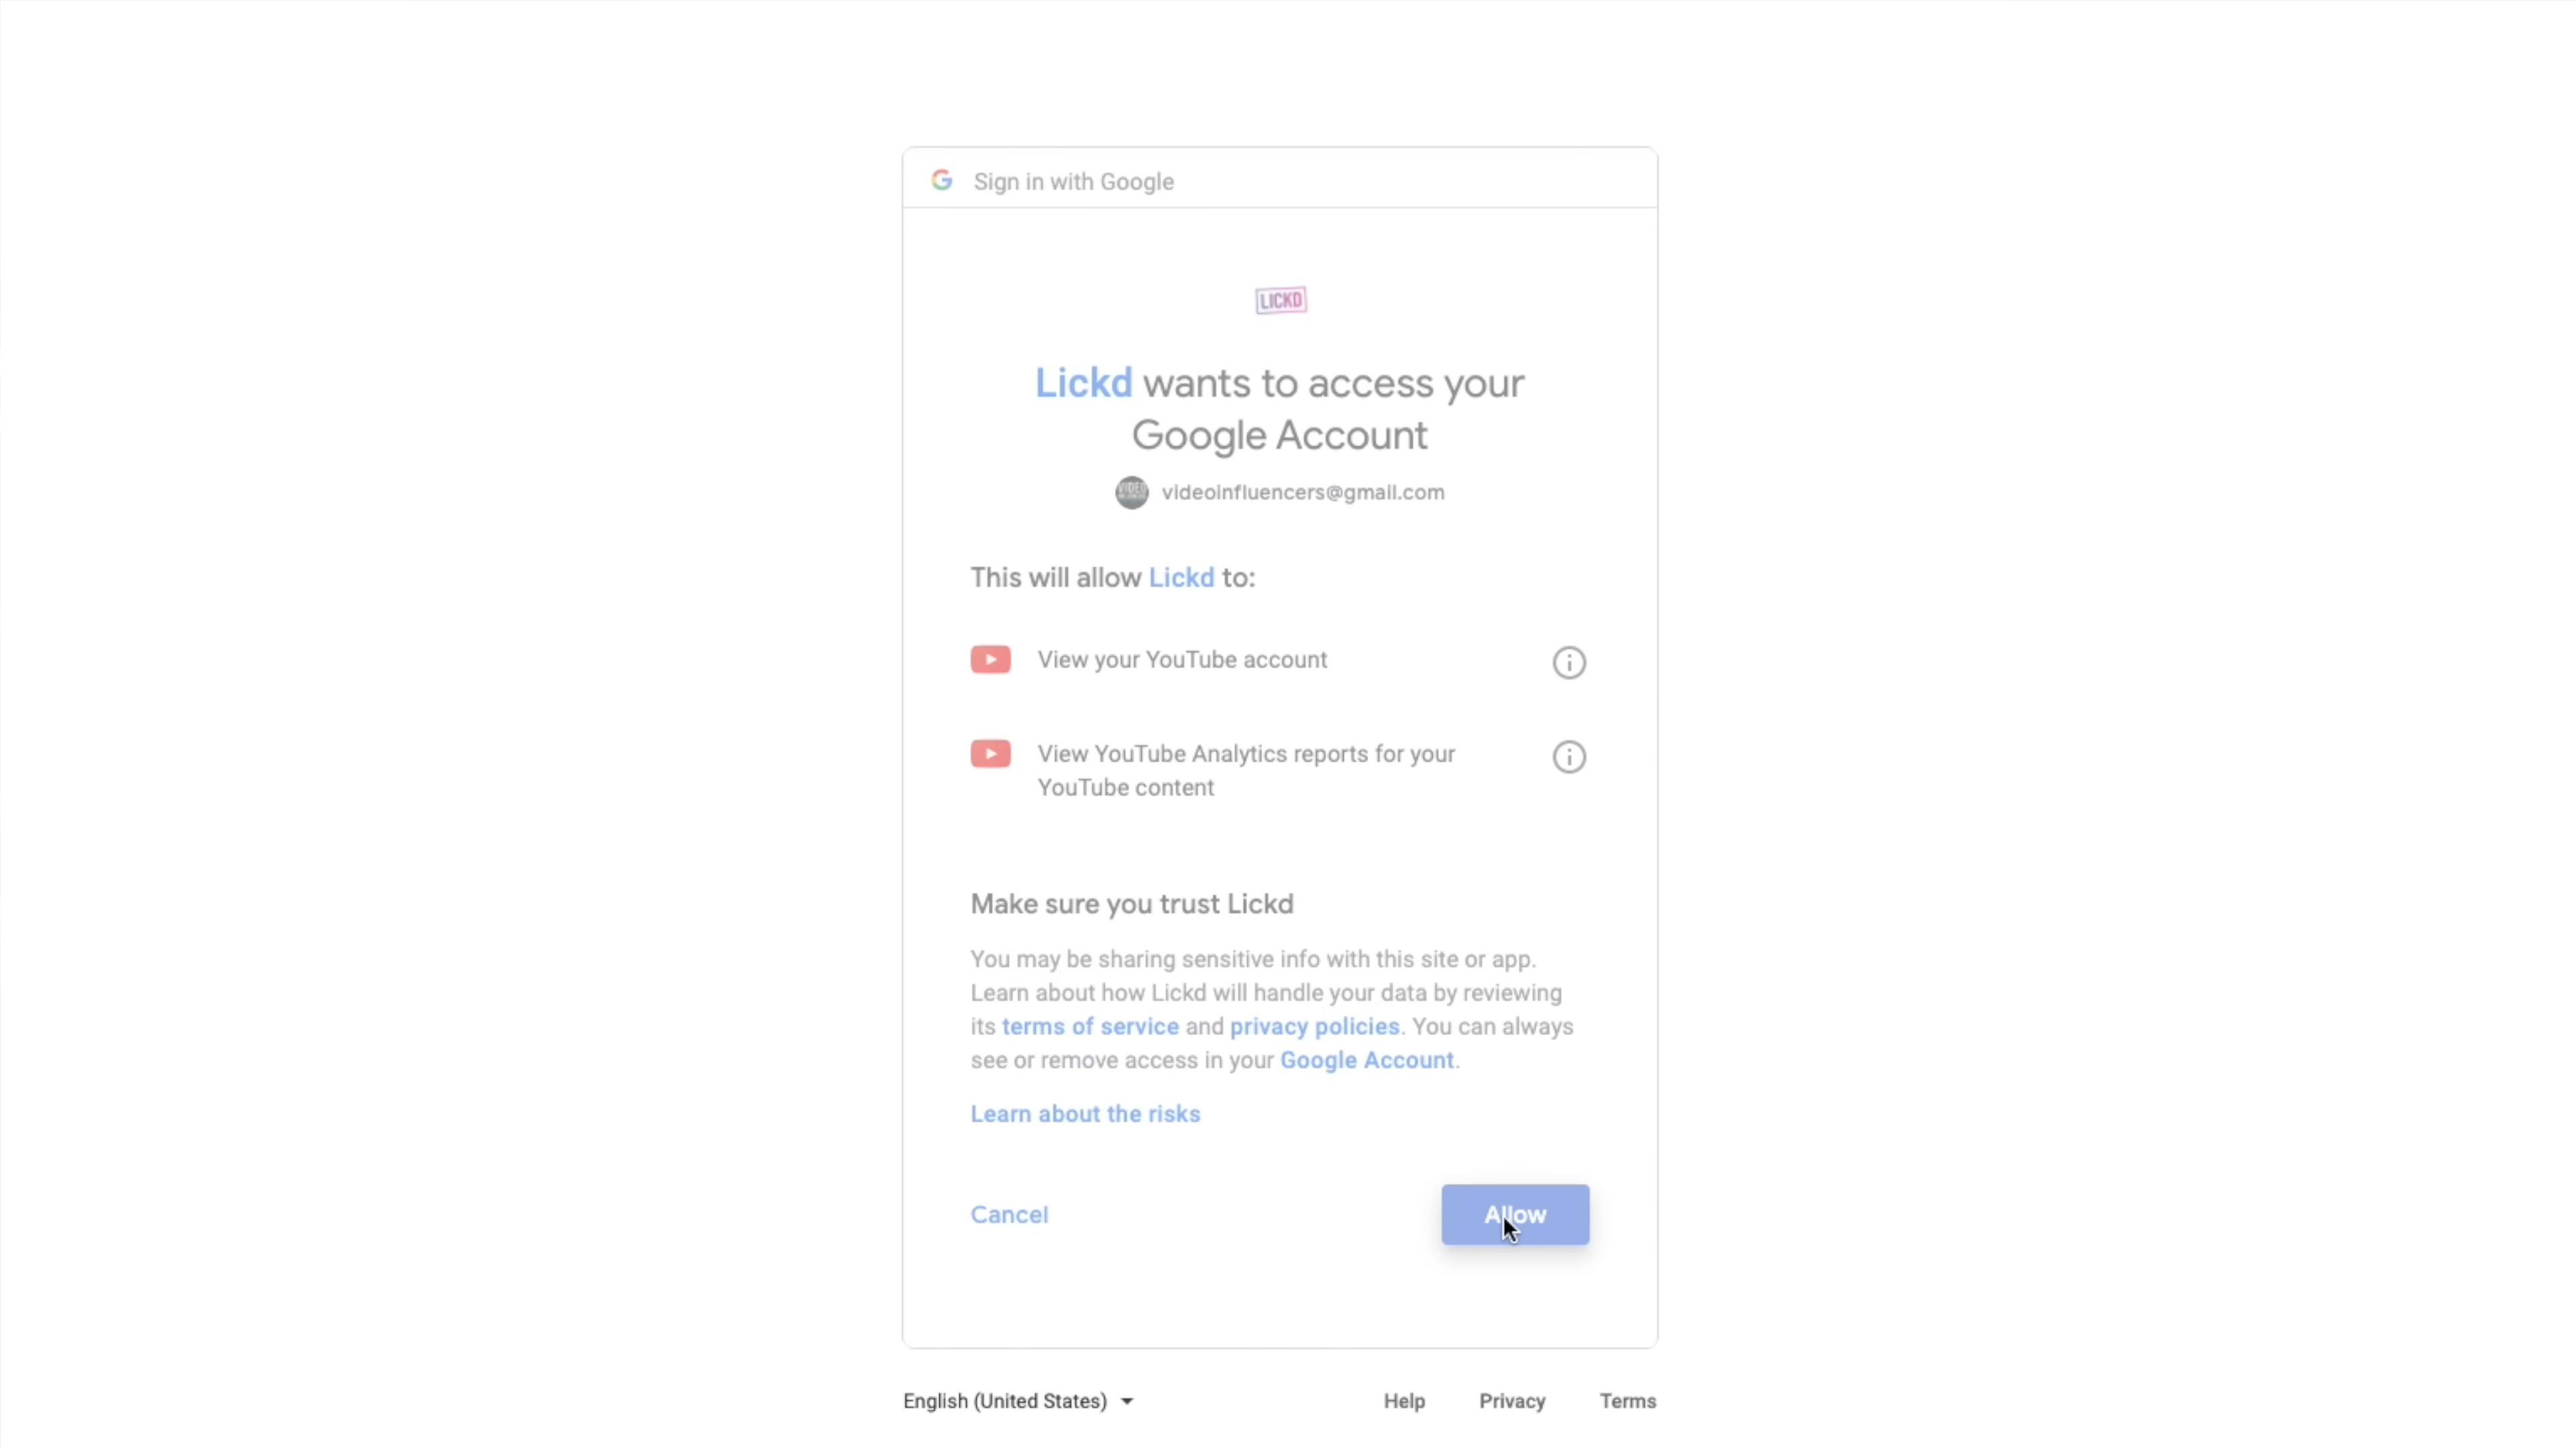 Sign in with Google
LICKD
Lickd wants to access your
Google Account
VIDEO
videoinfluencers@gmail.com
This will allow Lickd to:
View your YouTube account
View YouTube Analytics reports for your
YouTube content
Make sure you trust Lickd
You may be sharing sensitive info with this site or app.
Learn about how Lickd will handle your data by reviewing
its terms of service and privacy policies. You can always
see or remove access in your Google Account.
Learn about the risks
Cancel
Allow
English (United States)
Help
Privacy
Terms